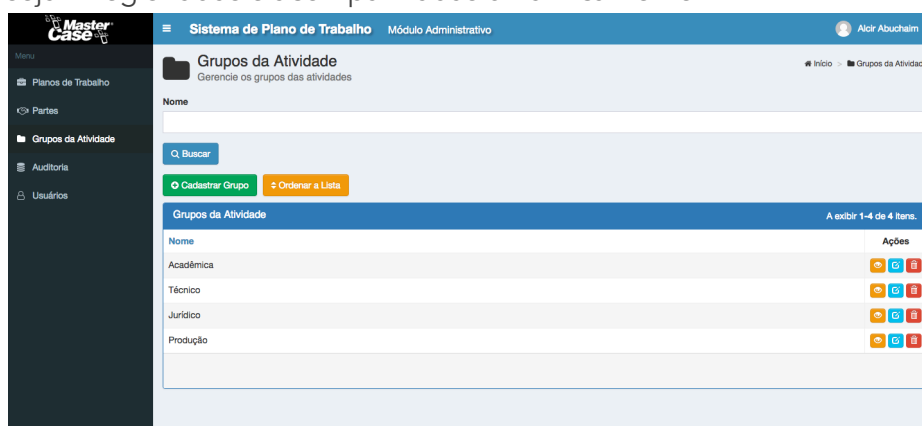 Master
Case
Sistema de Plano de Trabalho Módulo Administrativo
Alcir Abuchaim
Menu
Planos de Trabalho
Partes
Grupos da Atividade
Auditoria
Usuários
Grupos da Atividade
Gerencie os grupos das atividades
Início > Grupos da Atividad
Nome
Buscar
Cadastrar Grupo
Ordenar a Lista
Grupos da Atividade A exibir 1-4 de 4 itens.
Nome Ações
Acadêmica
Técnico
Jurídico
Produção